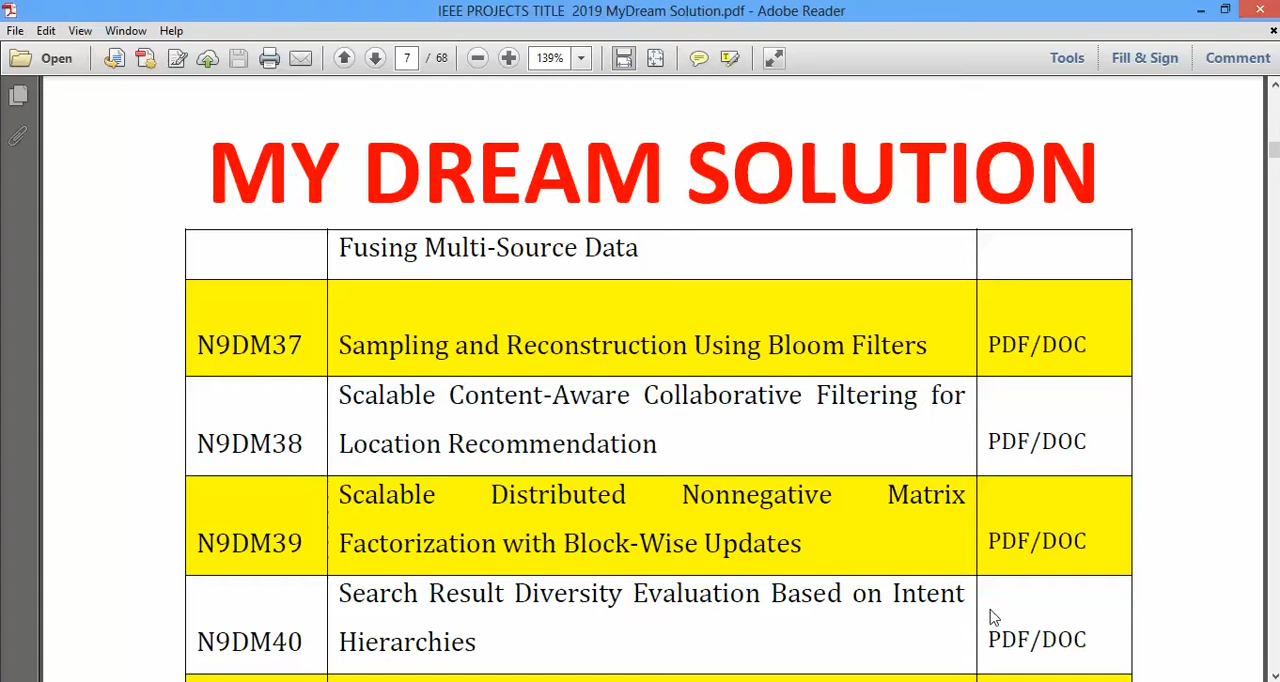 IEEE PROJECTS TITLE 2019 MyDream Solution.pdf - Adobe Reader
File Edit View Window Help
Open 7 / 68 139% Tools Fill & Sign Comment
MY DREAM SOLUTION
Fusing Multi-Source Data
N9DM37 Sampling and Reconstruction Using Bloom Filters PDF/DOC
Scalable Content-Aware Collaborative Filtering for
N9DM38 Location Recommendation PDF/DOC
Scalable Distributed Nonnegative Matrix
N9DM39 Factorization with Block-Wise Updates PDF/DOC
Search Result Diversity Evaluation Based on Intent
N9DM40 Hierarchies PDF/DOC